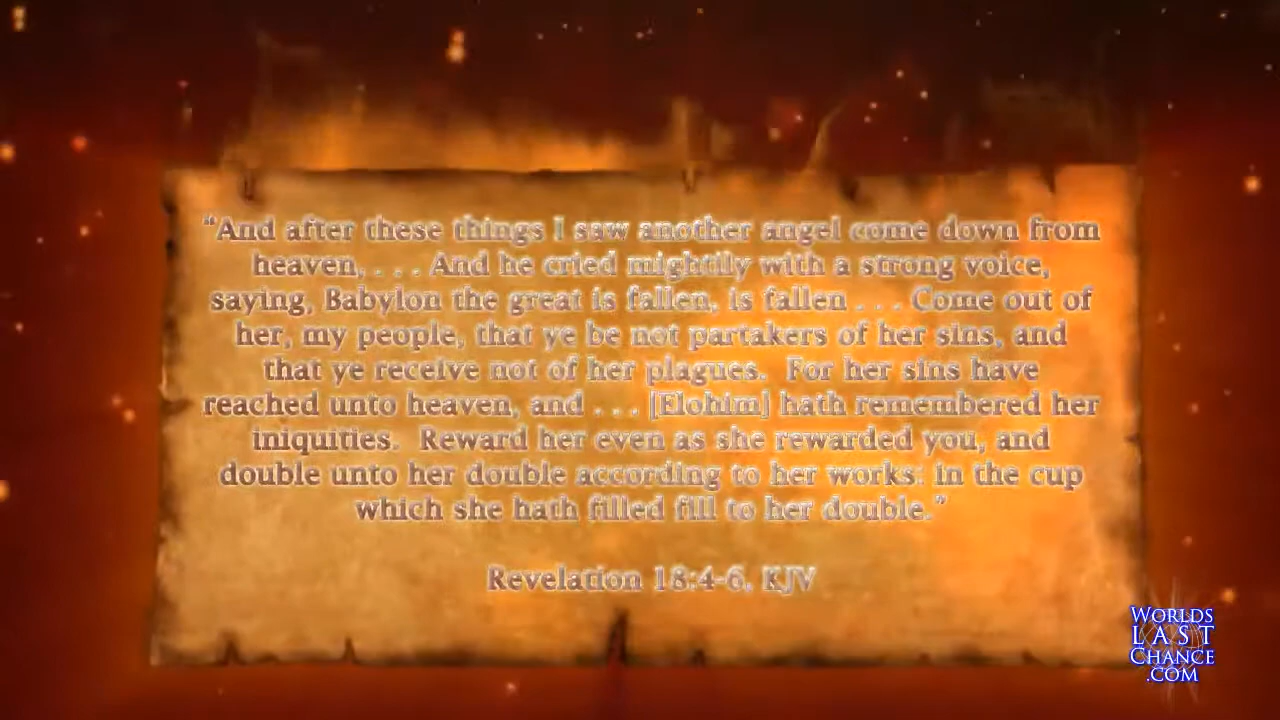 “And after these things I saw another angel come down from
heaven, . . . And he cried mightily with a strong voice,
saying, Babylon the great is fallen, is fallen . . . Come out of
her, my people, that ye be not partakers of her sins, and
that ye receive not of her plagues.  For her sins have
reached unto heaven, and . . . [Elohim] hath remembered her
iniquities.  Reward her even as she rewarded you, and
double unto her double according to her works: in the cup
which she hath filled fill to her double.”
Revelation 18:4-6, KJV
WORLDS
LAST
CHANCE
.COM